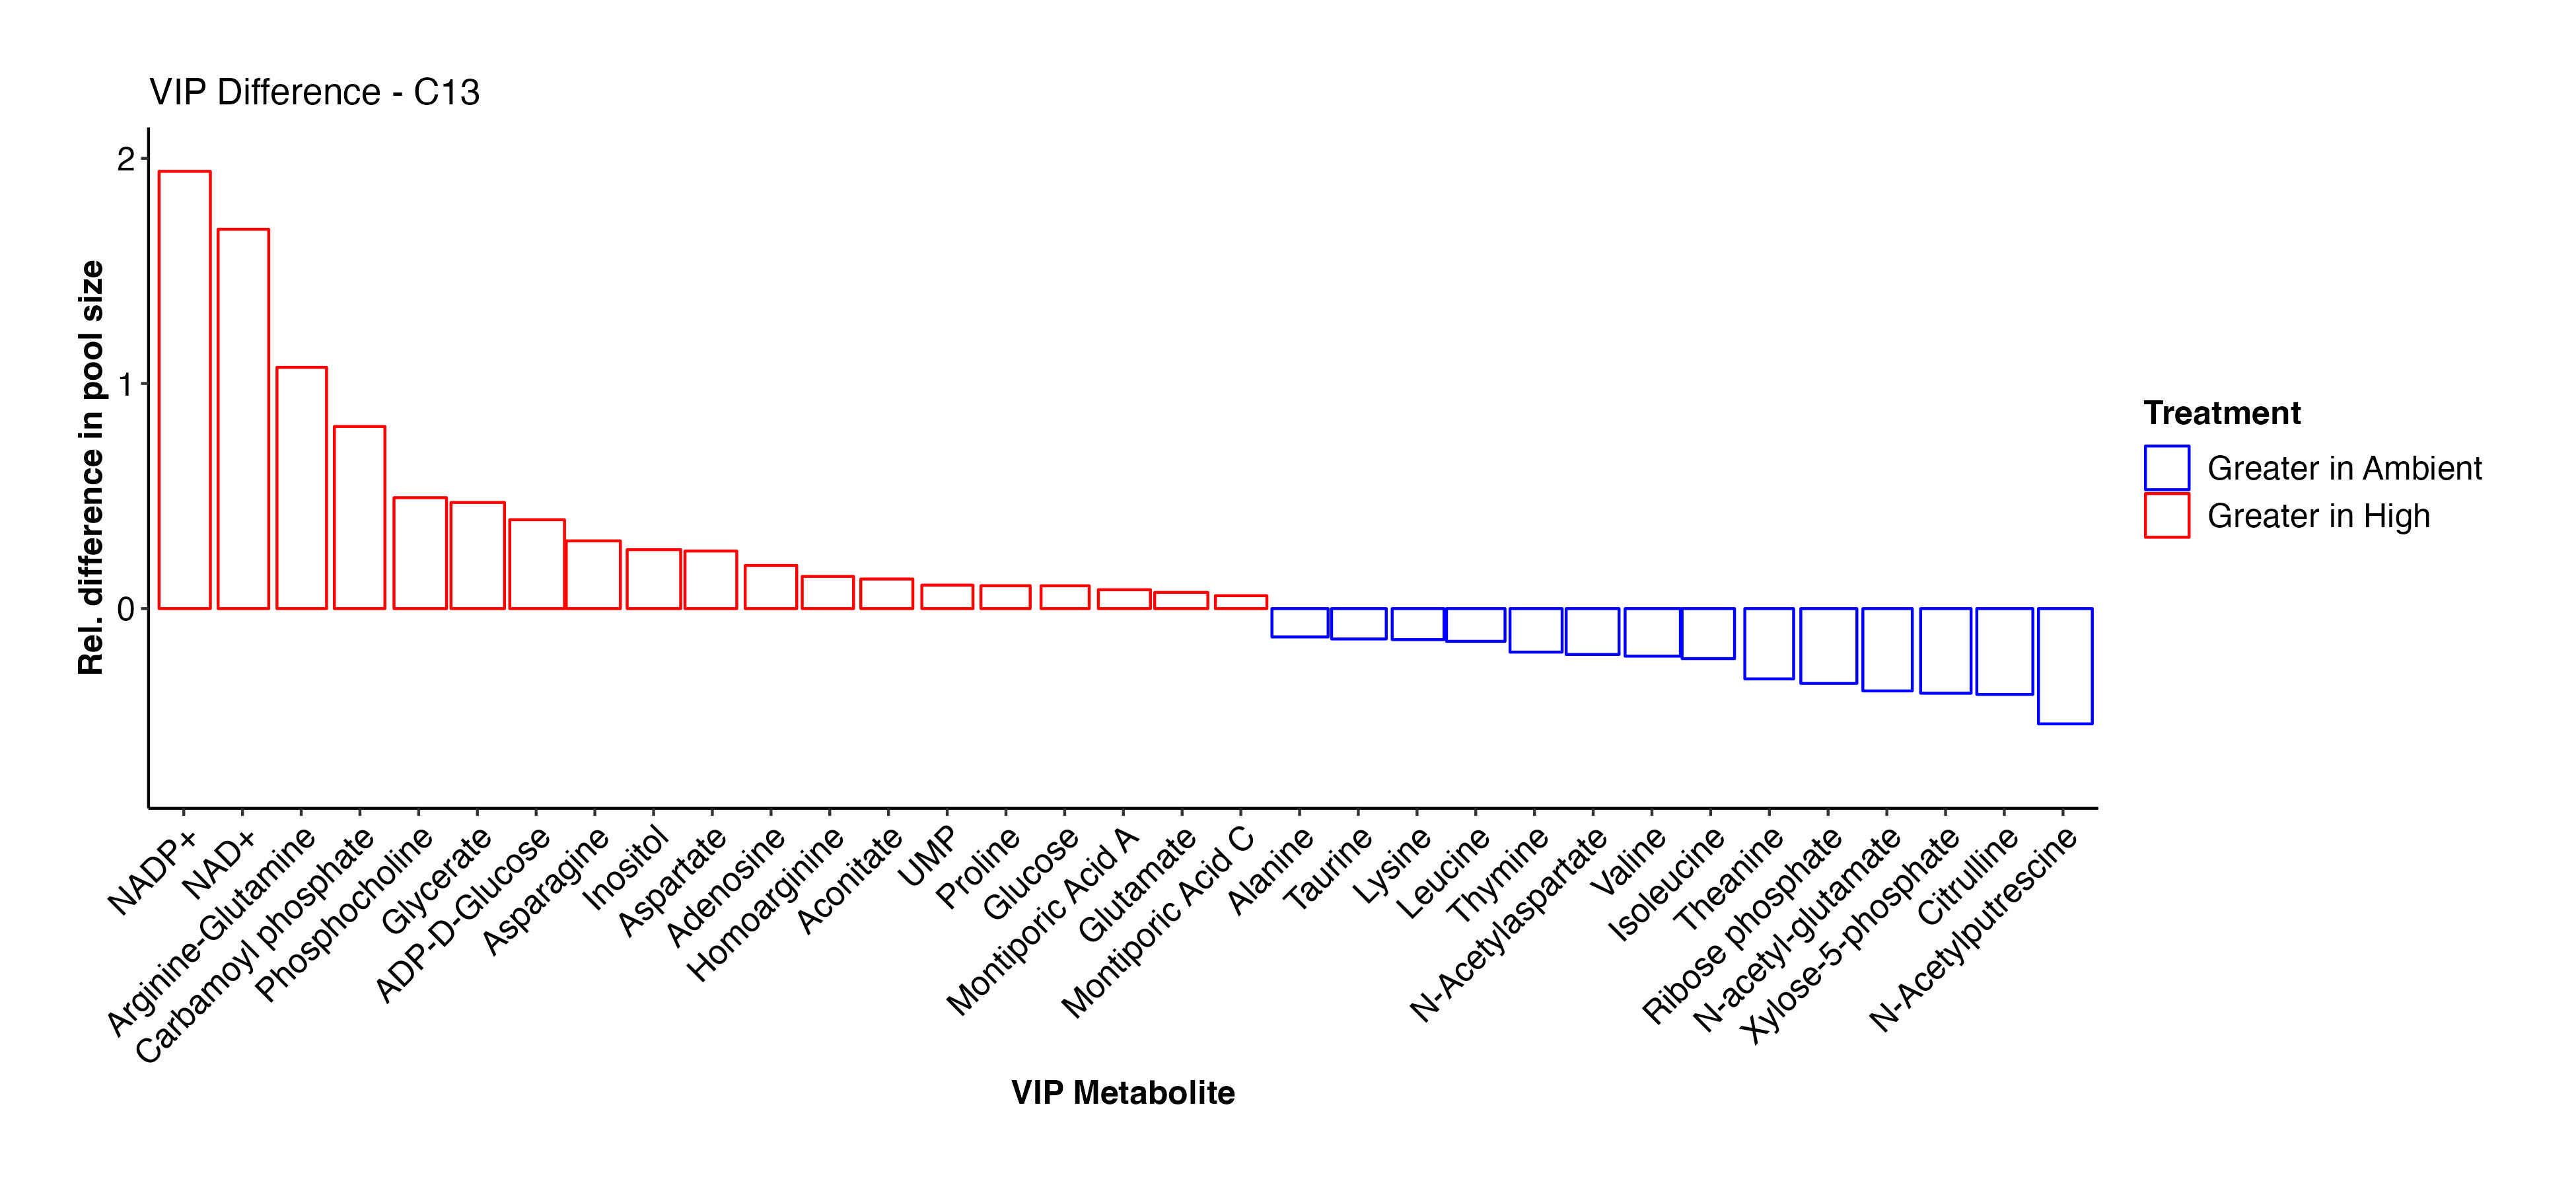 VIP Difference - C13
2
1
0
Rel. difference in pool size
NADP+
NAD+
Arginine-Glutamine
Carbamoyl phosphate
Phosphocholine
Glycerate
ADP-D-Glucose
Asparagine
Inositol
Aspartate
Adenosine
Homoarginine
Aconitate
UMP
Proline
Glucose
Montiporic Acid A
Glutamate
Montiporic Acid C
Alanine
Taurine
Lysine
Leucine
Thymine
N-Acetylaspartate
Valine
Isoleucine
Theanine
Ribose phosphate
N-acetyl-glutamate
Xylose-5-phosphate
Citrulline
N-Acetylputrescine
VIP Metabolite
Treatment
Greater in Ambient
Greater in High